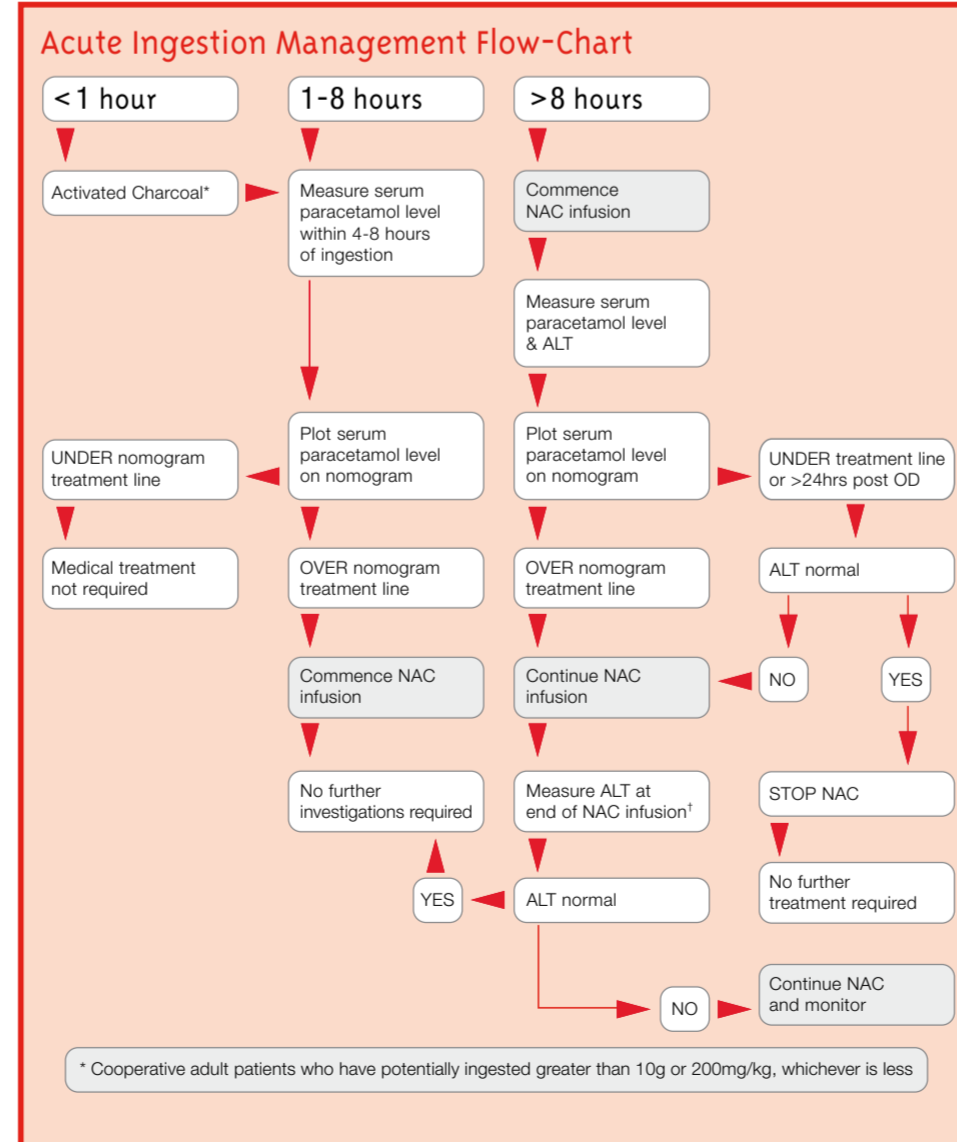 Acute Ingestion Management Flow-Chart
<1 hour
1-8 hours
>8 hours
Activated Charcoal*
Measure serum
paracetamol level
within 4-8 hours
of ingestion
Commence
NAC infusion
Measure serum
paracetamol level
& ALT
UNDER nomogram
treatment line
Plot serum
paracetamol level
on nomogram
Plot serum
paracetamol level
on nomogram
UNDER treatment line
or >24hrs post OD
Medical treatment
not required
OVER nomogram
treatment line
OVER nomogram
treatment line
ALT normal
Commence NAC
infusion
Continue NAC
infusion
NO
YES
No further
investigations required
Measure ALT at
end of NAC infusion†
STOP NAC
YES
ALT normal
No further
treatment required
NO
Continue NAC
and monitor
* Cooperative adult patients who have potentially ingested greater than 10g or 200mg/kg, whichever is less